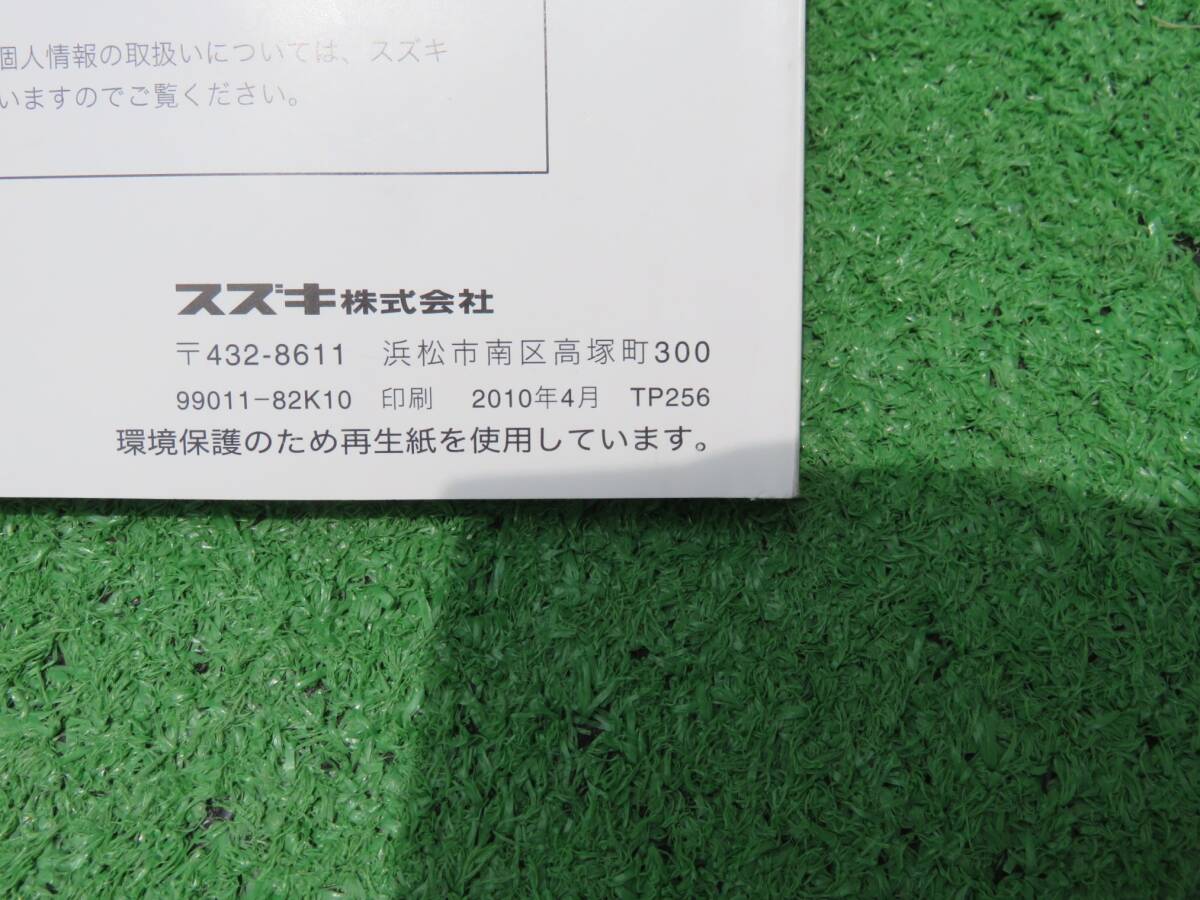 個人情報の取扱いについては、スズキ
いますのでご覧ください。
スズキ株式会社
〒432-8611 浜松市南区高塚町300
99011-82K10 印刷 2010年4月 TP256
環境保護のため再生紙を使用しています。